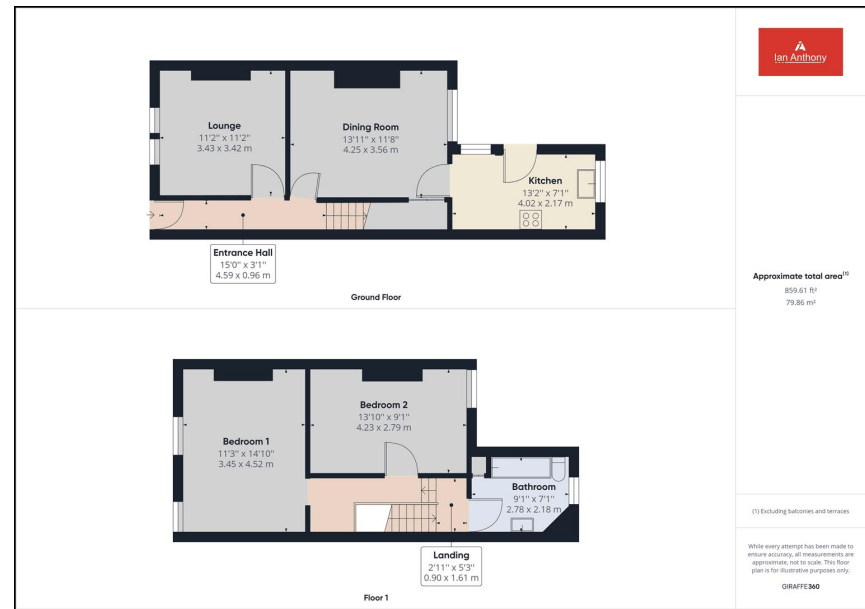 Ian Anthony
Lounge
11'2" x 11'2"
3.43 x 3.42 m
Dining Room
13'11" x 11'8"
4.25 x 3.56 m
Kitchen
13'2" x 7'1"
4.02 x 2.17 m
Entrance Hall
15'0" x 3'1"
4.59 x 0.96 m
Ground Floor
Approximate total area(1)
859.61 ft²
79.86 m²
Bedroom 1
11'3" x 14'10"
3.45 x 4.52 m
Bedroom 2
13'10" x 9'1"
4.23 x 2.79 m
Bathroom
9'1" x 7'1"
2.78 x 2.18 m
Landing
2'11" x 5'3"
0.90 x 1.61 m
Floor 1
(1) Excluding balconies and terraces
While every attempt has been made to
ensure accuracy, all measurements are
approximate, not to scale. This floor
plan is for illustrative purposes only.
GIRAFFE360